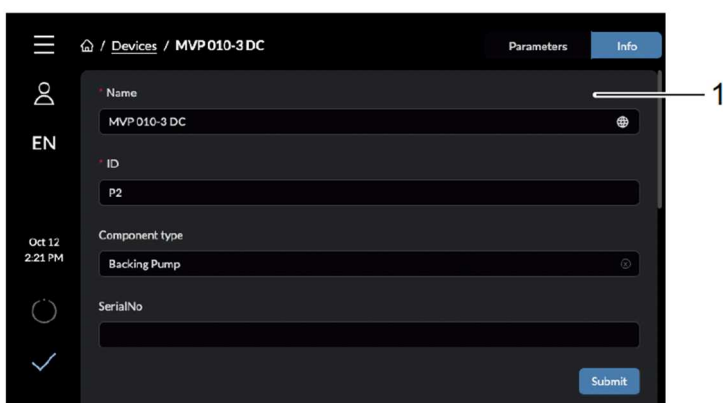 / Devices / MVP 010-3 DC
Parameters
Info
* Name
MVP 010-3 DC
* ID
P2
Component type
Backing Pump
SerialNo
Submit
EN
Oct 12
2.21 PM
1